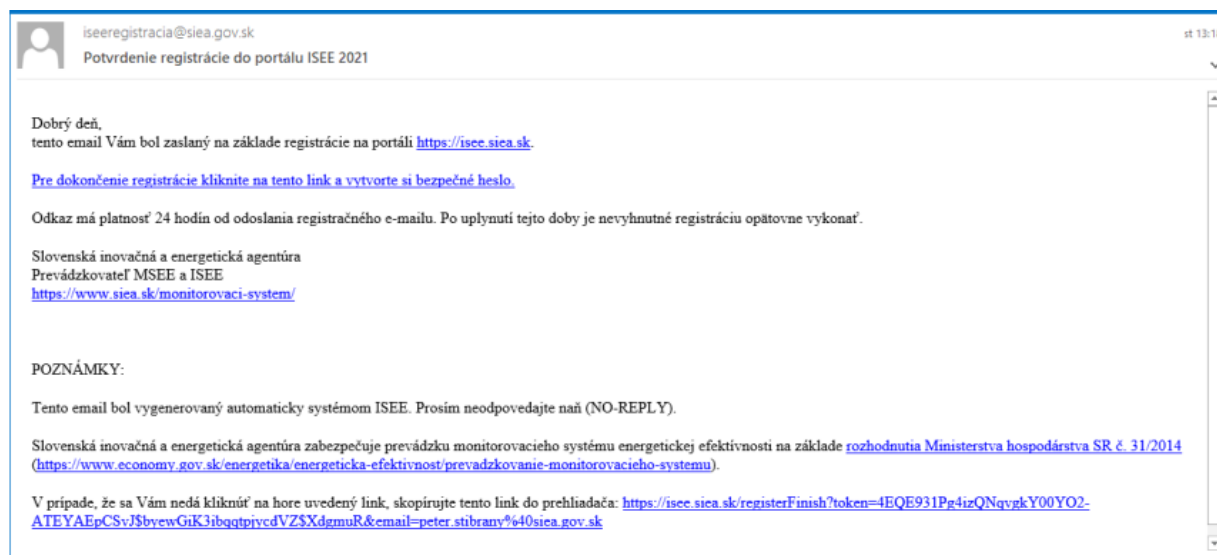 iseeregistracia@siea.gov.sk
st 13:1
Potvrdenie registrácie do portálu ISEE 2021
Dobrý deň,
tento email Vám bol zaslaný na základe registrácie na portáli https://isee.siea.sk.
Pre dokončenie registrácie kliknite na tento link a vytvorte si bezpečné heslo.
Odkaz má platnosť 24 hodín od odoslania registračného e-mailu. Po uplynutí tejto doby je nevyhnutné registráciu opätovne vykonať.
Slovenská inovačná a energetická agentúra
Prevádzkovateľ MSEE a ISEE
https://www.siea.sk/monitorovaci-system/
POZNÁMKY:
Tento email bol vygenerovaný automaticky systémom ISEE. Prosím neodpovedajte naň (NO-REPLY).
Slovenská inovačná a energetická agentúra zabezpečuje prevádzku monitorovacieho systému energetickej efektívnosti na základe rozhodnutia Ministerstva hospodárstva SR č. 31/2014
(https://www.economy.gov.sk/energetika/energeticka-efektivnost/prevadzkovanie-monitorovacieho-systemu).
V prípade, že sa Vám nedá kliknúť na hore uvedený link, skopírujte tento link do prehliadača: https://isee.siea.sk/registerFinish?token=4EQE931Pg4izQNqvgkY00YO2-
ATEYAEpCSvJ$byewGiK3ibqqtpjycdVZ$XdgmuR&email=peter.stibrany%40siea.gov.sk